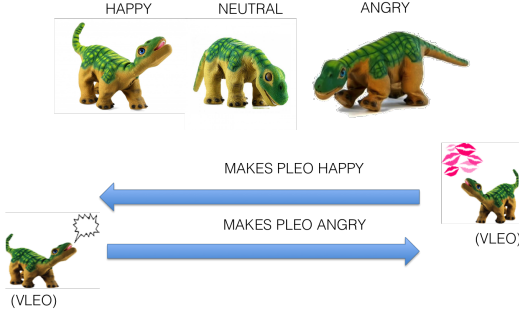 HAPPY NEUTRAL ANGRY
MAKES PLEO HAPPY
MAKES PLEO ANGRY
(VLEO)
(VLEO)